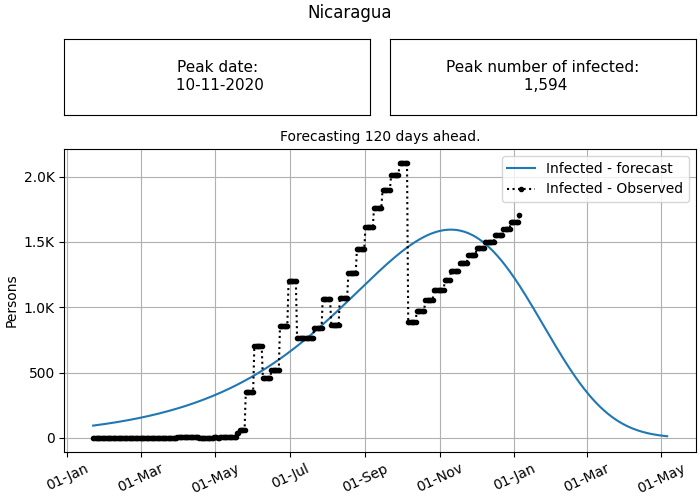 Nicaragua
Peak date:
10-11-2020
Peak number of infected:
1,594
Forecasting 120 days ahead.
Infected - forecast
Infected - Observed
Persons
2.0K
1.5K
1.0K
500
0
01-Jan
01-Mar
01-May
01-Jul
01-Sep
01-Nov
01-Jan
01-Mar
01-May